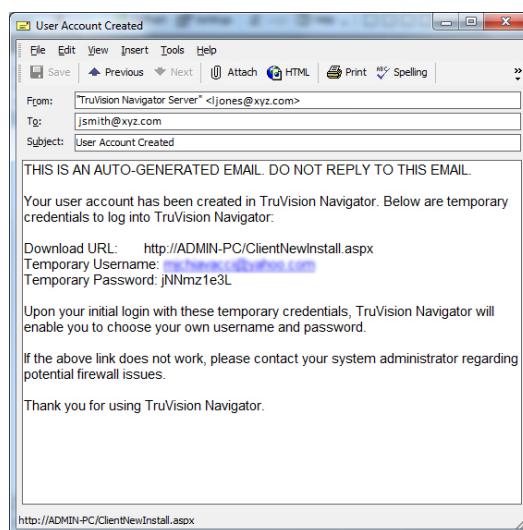 User Account Created
File Edit View Insert Tools Help
Save Previous Next Attach HTML Print ABC Spelling »
From: "TruVision Navigator Server" <ljones@xyz.com>
To: jsmith@xyz.com
Subject: User Account Created
THIS IS AN AUTO-GENERATED EMAIL. DO NOT REPLY TO THIS EMAIL.
Your user account has been created in TruVision Navigator. Below are temporary
credentials to log into TruVision Navigator:
Download URL: http://ADMIN-PC/ClientNewInstall.aspx
Temporary Username:
Temporary Password: jNNmz1e3L
Upon your initial login with these temporary credentials, TruVision Navigator will
enable you to choose your own username and password.
If the above link does not work, please contact your system administrator regarding
potential firewall issues.
Thank you for using TruVision Navigator.
http://ADMIN-PC/ClientNewInstall.aspx